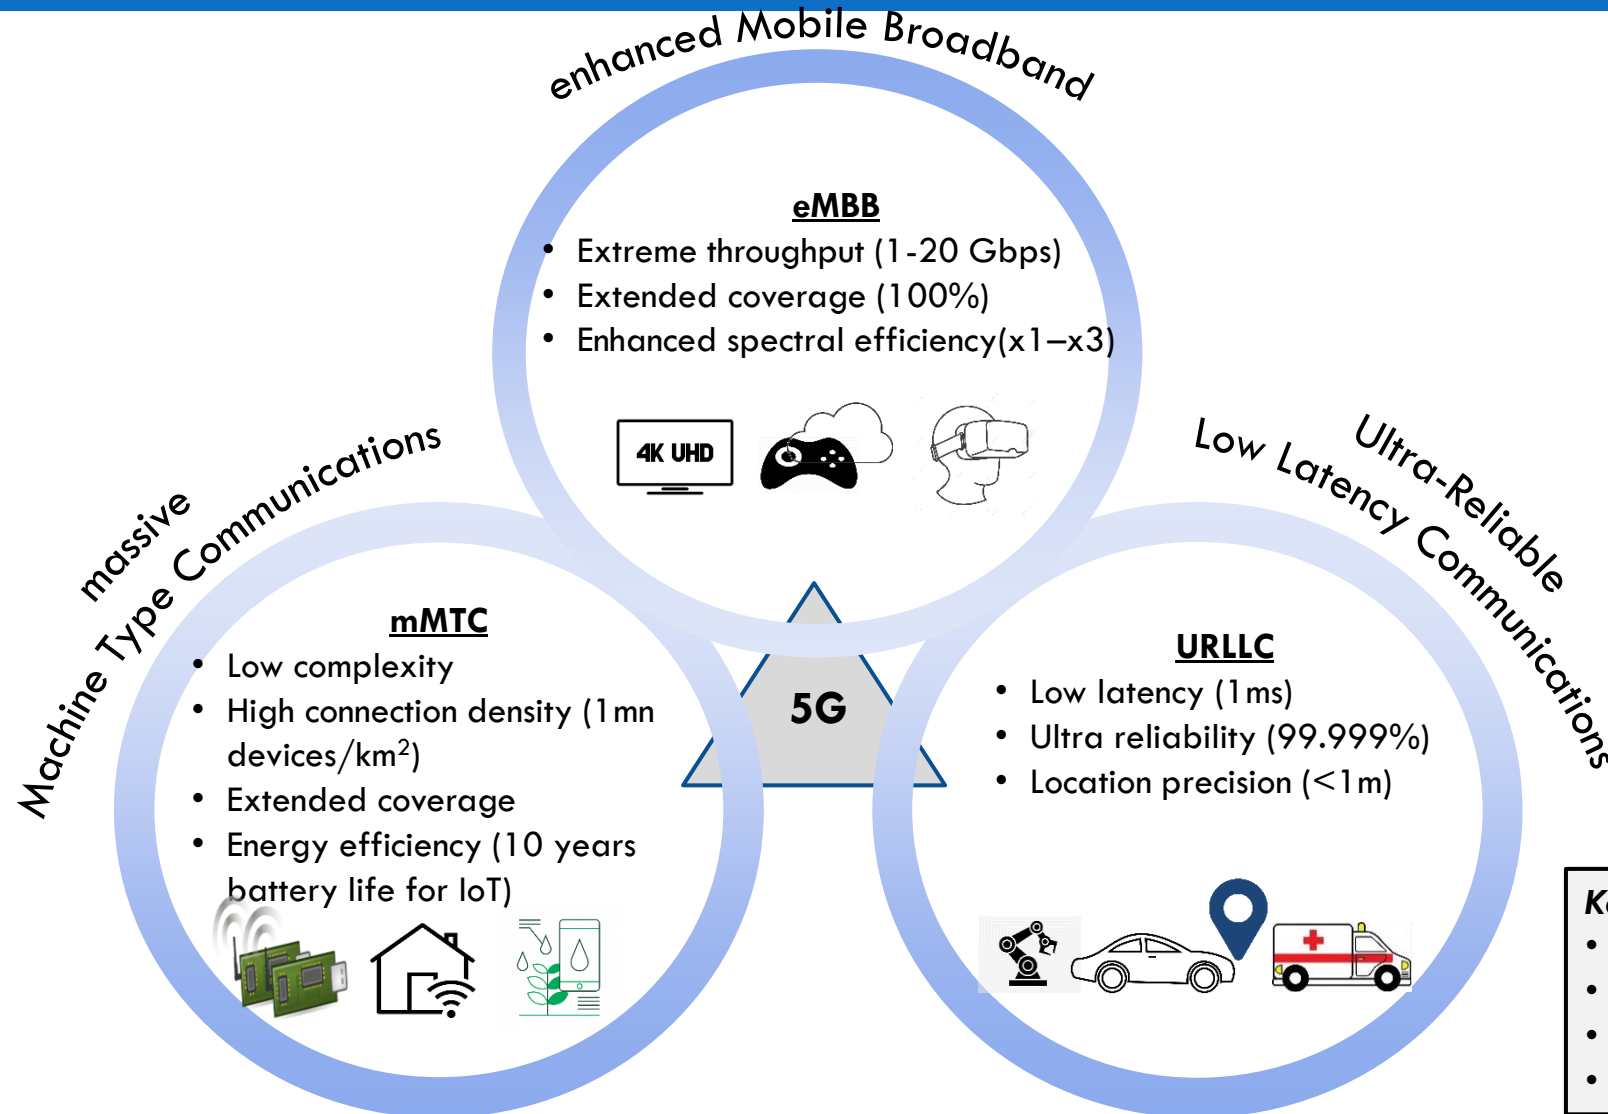 enhanced Mobile Broadband
eMBB
• Extreme throughput (1-20 Gbps)
• Extended coverage (100%)
• Enhanced spectral efficiency(x1–x3)
4K UHD
massive
Machine Type Communications
mMTC
• Low complexity
• High connection density (1mn
devices/km²)
• Extended coverage
• Energy efficiency (10 years
battery life for IoT)
5G
Ultra-Reliable
Low Latency Communications
URLLC
• Low latency (1ms)
• Ultra reliability (99.999%)
• Location precision (<1m)